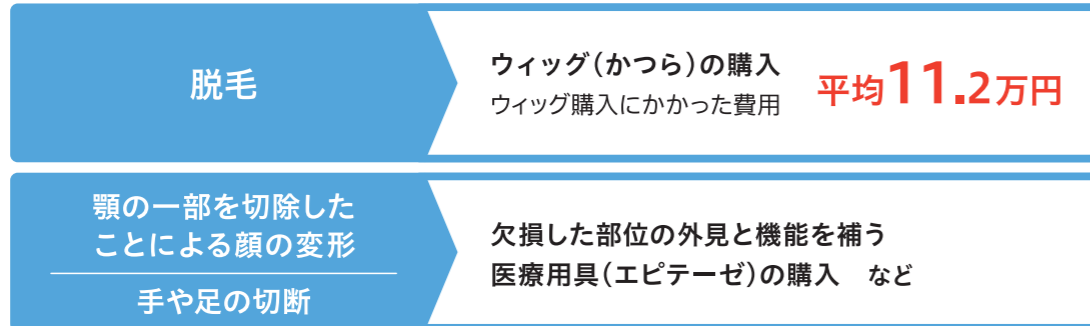 脱毛
ウィッグ(かつら)の購入
ウィッグ購入にかかった費用
平均11.2万円
顎の一部を切除した
ことによる顔の変形
手や足の切断
欠損した部位の外見と機能を補う
医療用具(エピテーゼ)の購入 など